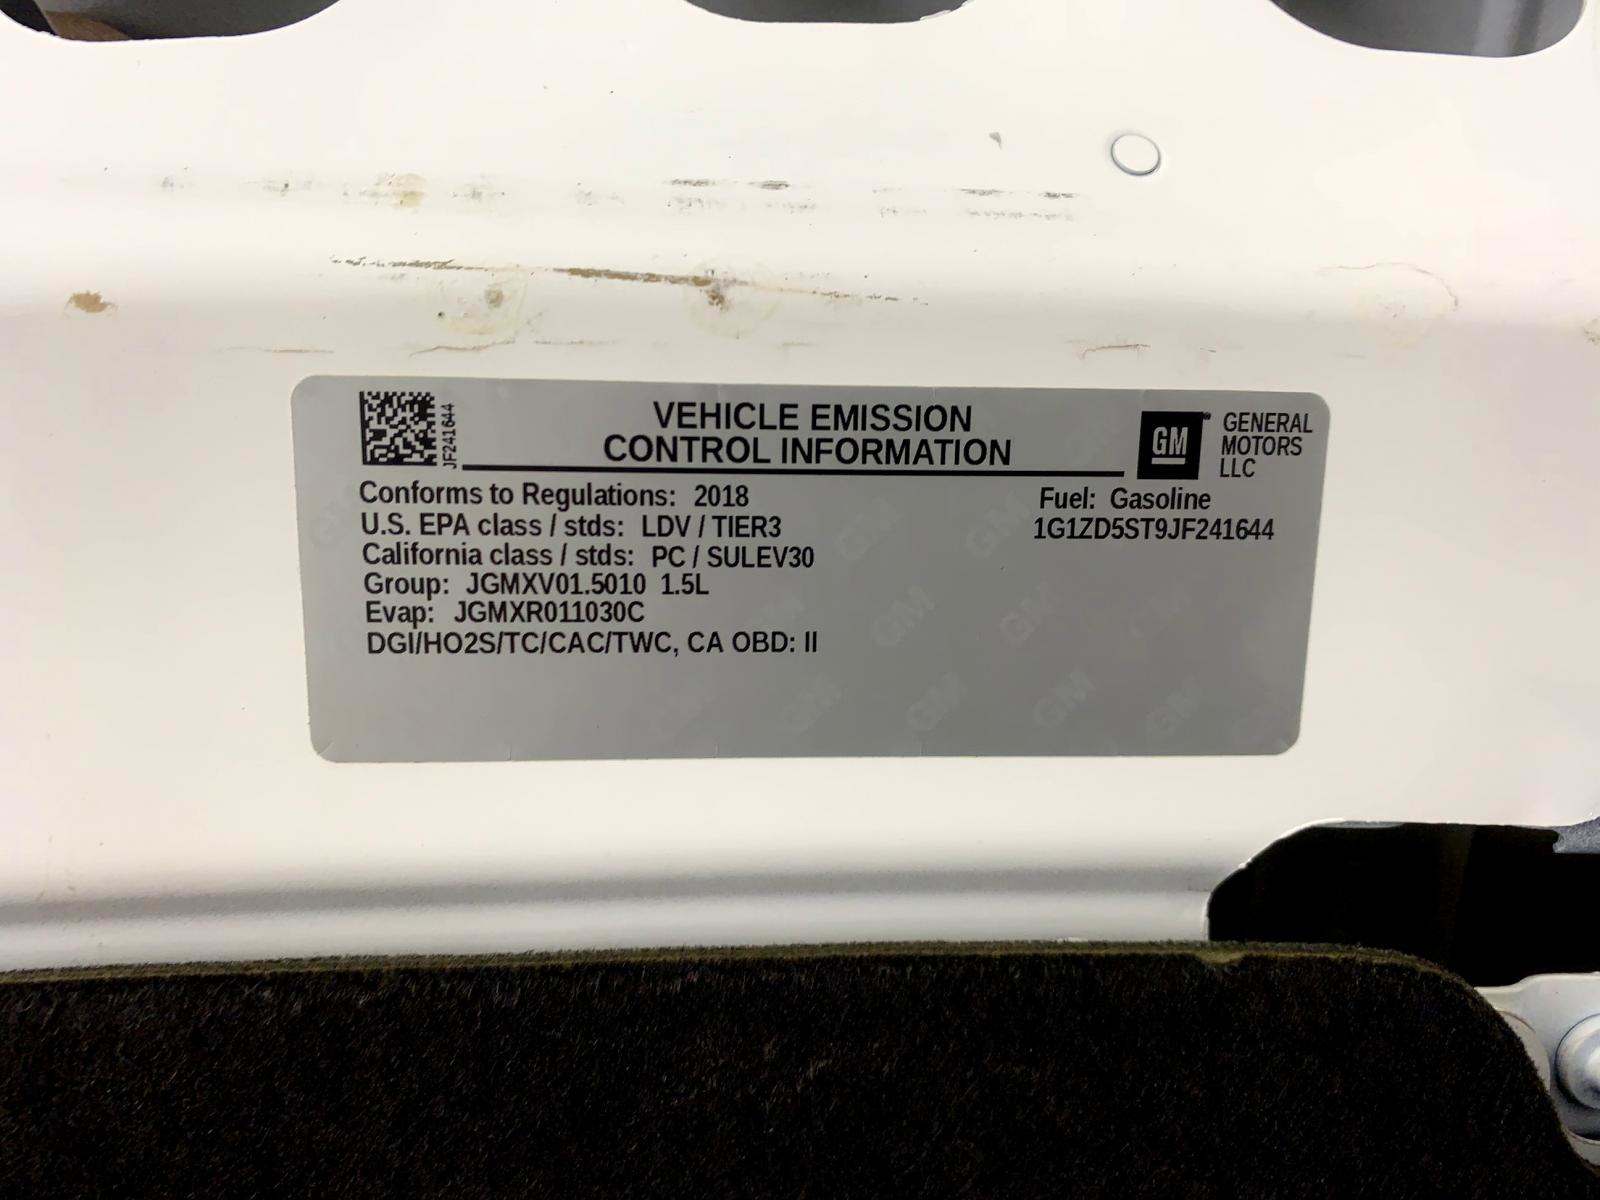 JF241644
VEHICLE EMISSION
CONTROL INFORMATION
GM
GENERAL
MOTORS
LLC
Conforms to Regulations: 2018
U.S. EPA class / stds: LDV / TIER3
California class / stds: PC / SULEV30
Group: JGMXV01.5010 1.5L
Evap: JGMXR011030C
DGI/HO2S/TC/CAC/TWC, CA OBD: II
Fuel: Gasoline
1G1ZD5ST9JF241644